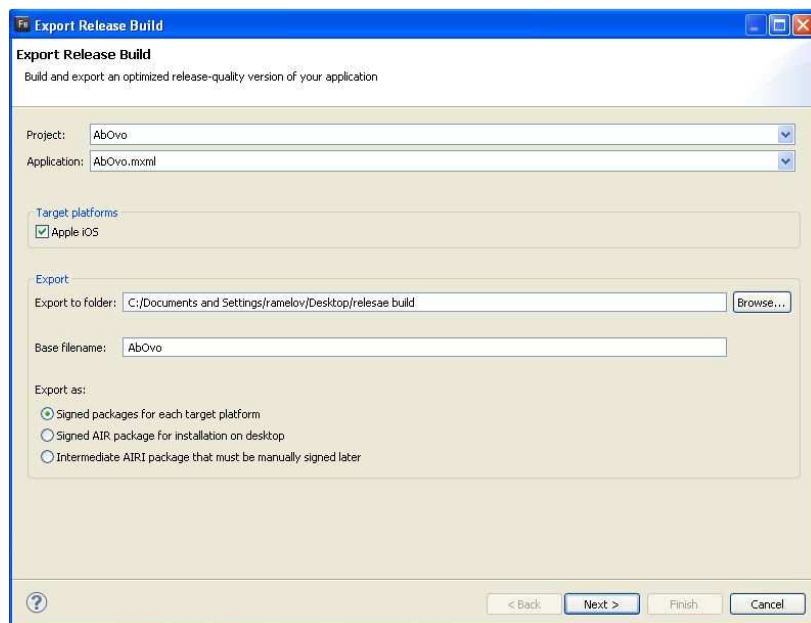 Fb Export Release Build
Export Release Build
Build and export an optimized release-quality version of your application
Project: AbOvo
Application: AbOvo.mxml
Target platforms
Apple iOS
Export
Export to folder: C:/Documents and Settings/ramelov/Desktop/relesae build Browse...
Base filename: AbOvo
Export as:
Signed packages for each target platform
Signed AIR package for installation on desktop
Intermediate AIRI package that must be manually signed later
? < Back Next > Finish Cancel